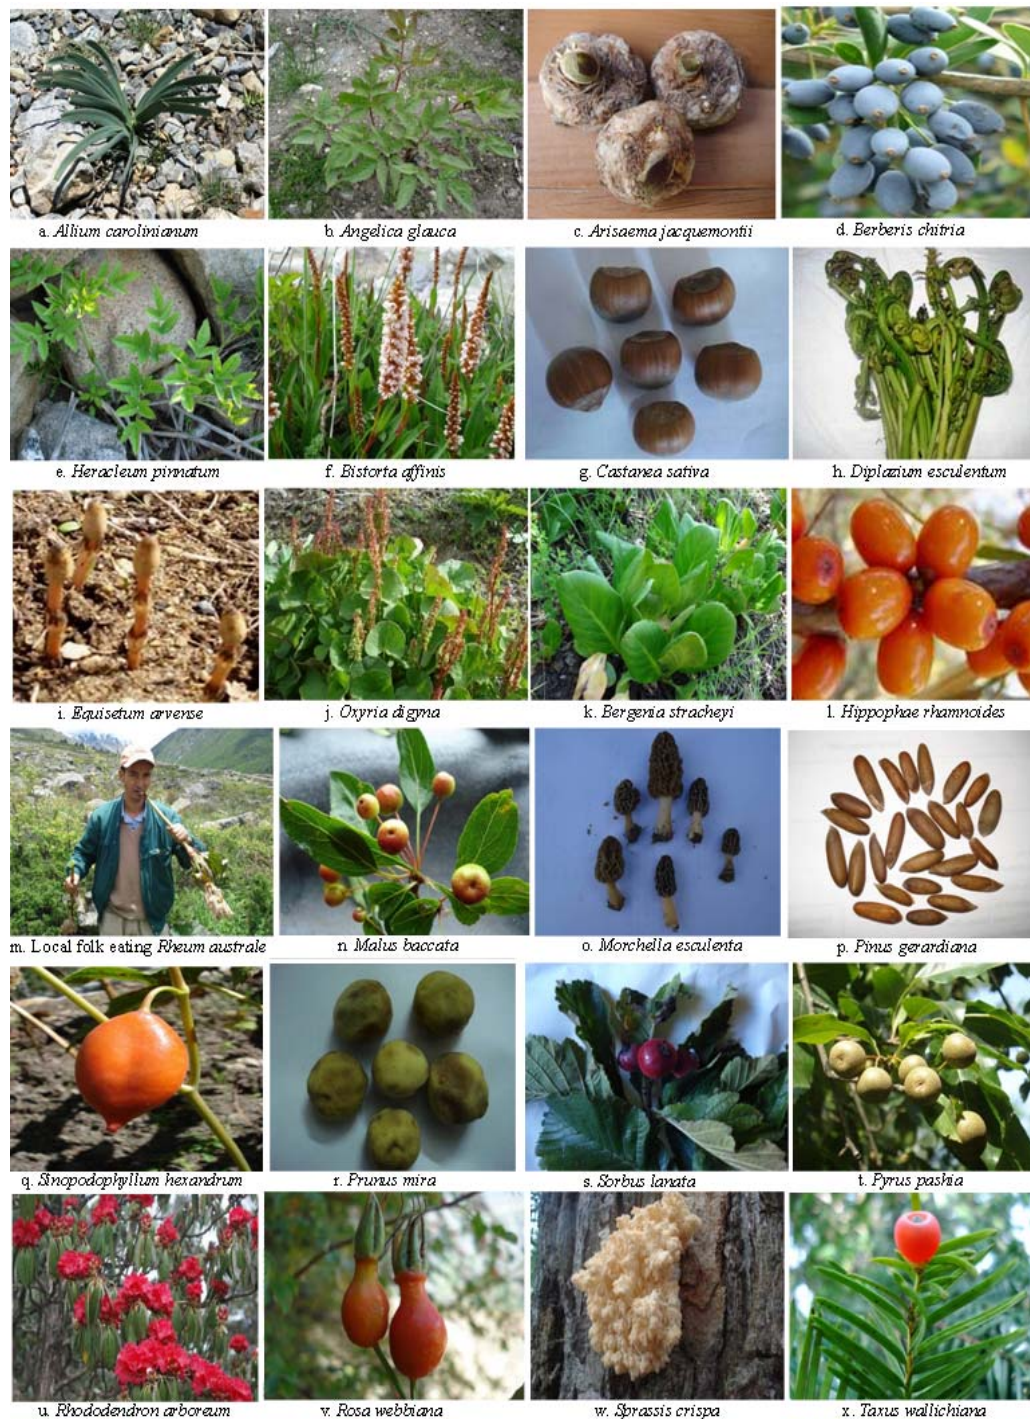 a. Allium carolinianum
b. Angelica glauca
c. Arisaema jacquemontii
d. Berberis chitria
e. Heracleum pinnatum
f. Bistorta affinis
g. Castanea sativa
h. Diplazium esculentum
i. Equisetum arvense
j. Oxyria digyna
k. Bergenia stracheyi
l. Hippophae rhamnoides
m. Local folk eating Rheum australe
n. Malus baccata
o. Morchella esculenta
p. Pinus gerardiana
q. Sinopodophyllum hexandrum
r. Prunus mira
s. Sorbus lanata
t. Pyrus pashia
u. Rhododendron arboreum
v. Rosa webbiana
w. Sprassis crispa
x. Taxus wallichiana